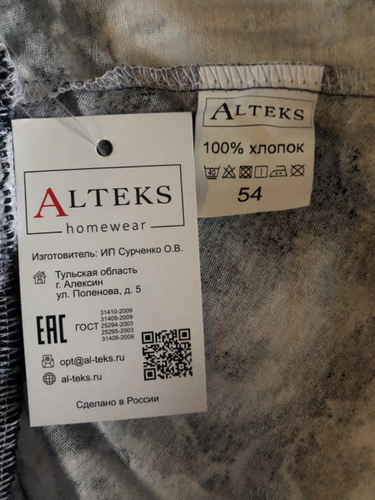 ALTEKS
100% ХЛОПОК
54
ALTEKS
homewear
Изготовитель: ИП Сурченко О.В.
Тульская область
г. Алексин
ул. Поленова, д. 5
EAC
ГОСТ
31410-2009
31409-2009
25294-2003
25295-2003
31408-2009
opt@al-teks.ru
al-teks.ru
Сделано в России